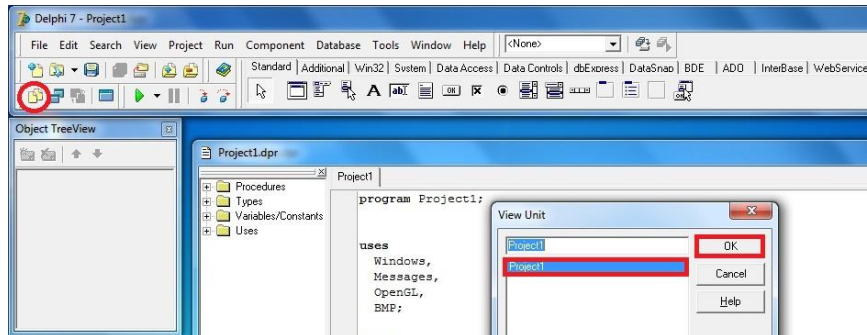 Delphi 7 - Project1
File Edit Search View Project Run Component Database Tools Window Help
<None>
Standard Additional Win32 System Data Access Data Controls dbExpress DataSnap BDE ADO InterBase WebService
Object TreeView
Project1.dpr
Procedures
Types
Variables/Constants
Uses
Project1
program Project1;
uses
Windows,
Messages,
OpenGL,
BMP;
View Unit
Project1
Project1
OK
Cancel
Help